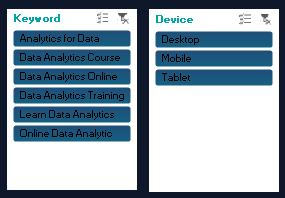 Keyword
Analytics for Data
Data Analytics Course
Data Analytics Online
Data Analytics Training
Learn Data Analytics
Online Data Analytic
Device
Desktop
Mobile
Tablet